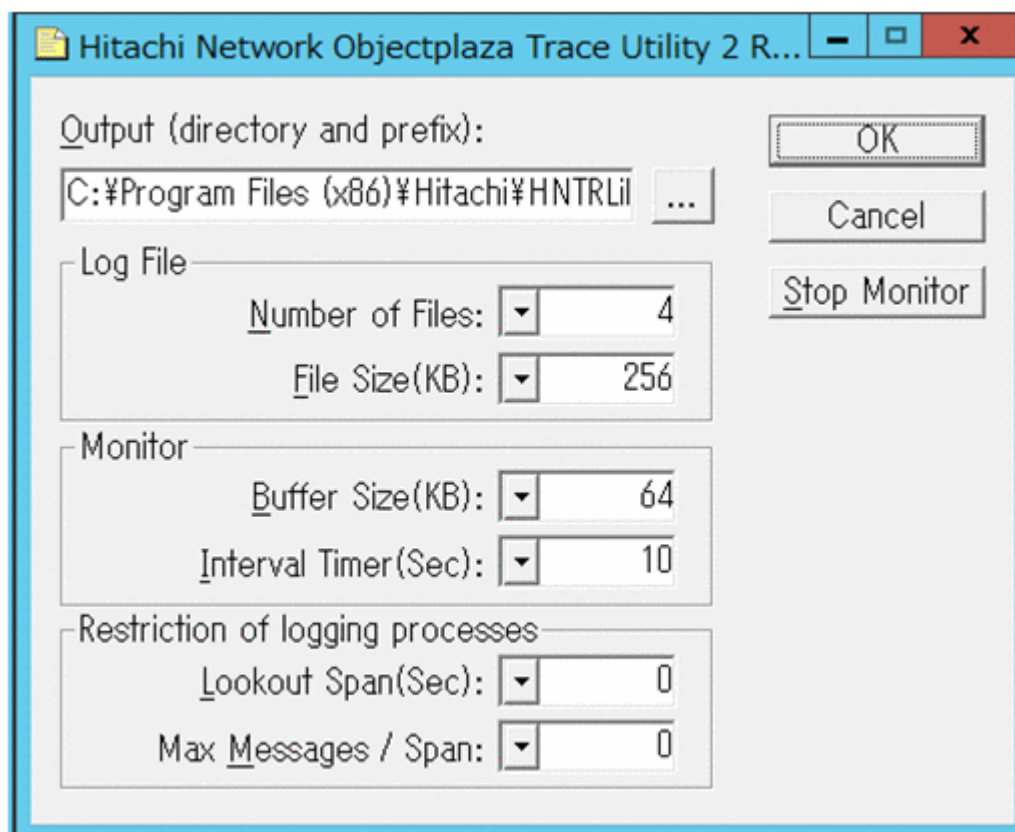 Hitachi Network Objectplaza Trace Utility 2 R...
Output (directory and prefix):
C:¥Program Files (x86)¥Hitachi¥HNTRLil
...
OK
Cancel
Stop Monitor
Log File
Number of Files: 4
File Size(KB): 256
Monitor
Buffer Size(KB): 64
Interval Timer(Sec): 10
Restriction of logging processes
Lookout Span(Sec): 0
Max Messages / Span: 0